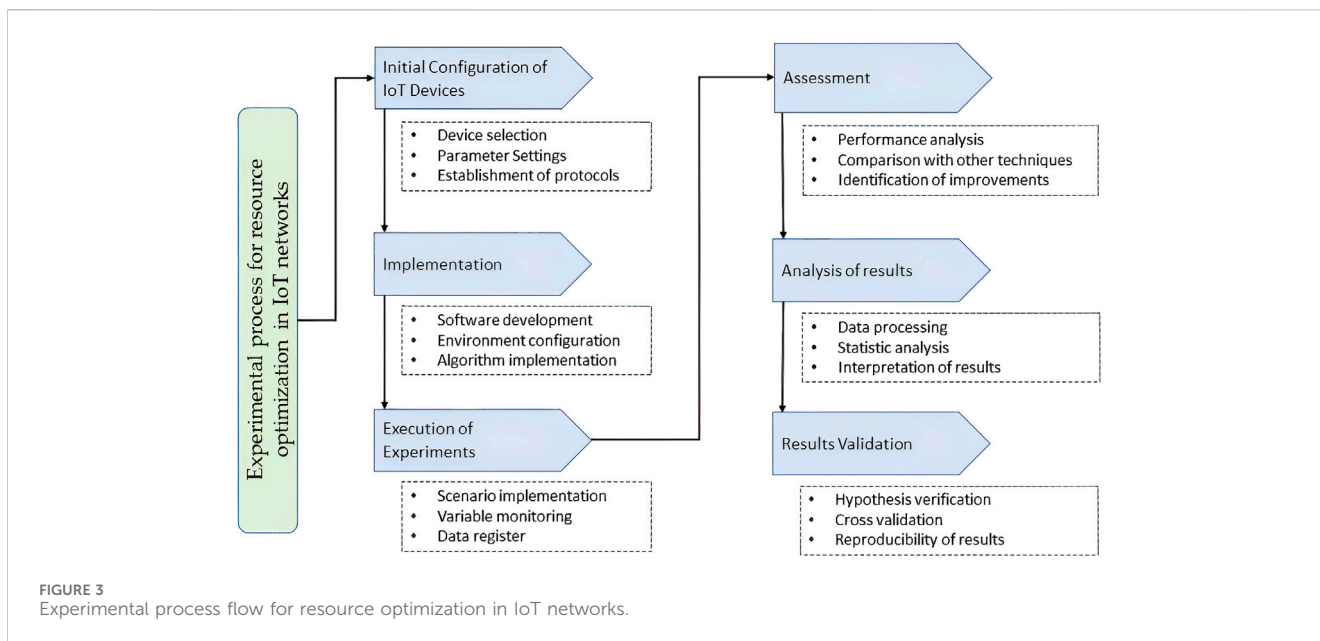 Experimental process for resource
optimization in IoT networks
Initial Configuration of
IoT Devices
• Device selection
• Parameter Settings
• Establishment of protocols
Implementation
• Software development
• Environment configuration
• Algorithm implementation
Execution of
Experiments
• Scenario implementation
• Variable monitoring
• Data register
Assessment
• Performance analysis
• Comparison with other techniques
• Identification of improvements
Analysis of results
• Data processing
• Statistic analysis
• Interpretation of results
Results Validation
• Hypothesis verification
• Cross validation
• Reproducibility of results
FIGURE 3
Experimental process flow for resource optimization in IoT networks.